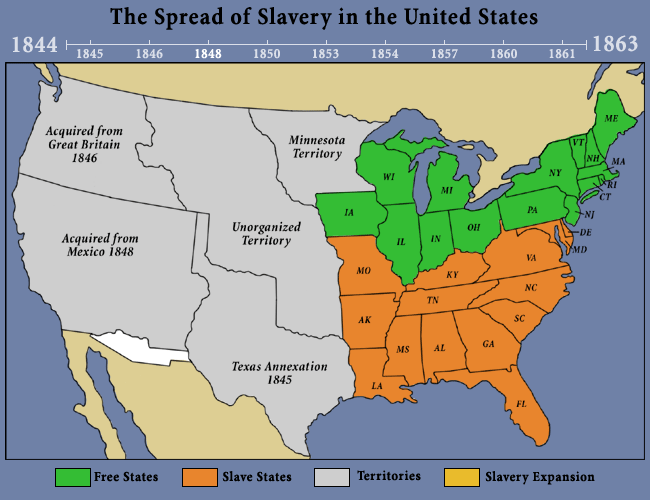 The Spread of Slavery in the United States
1844 1845 1846 1848 1850 1853 1854 1857 1860 1861 1863
Acquired from
Great Britain
1846
Minnesota
Territory
Unorganized
Territory
Acquired from
Mexico 1848
Texas Annexation
1845
ME
VT
NH
MA
NY
RI
CT
WI
MI
PA
NJ
IA
IL
IN
OH
DE
MD
MO
KY
VA
NC
TN
AK
SC
MS
AL
GA
LA
FL
Free States
Slave States
Territories
Slavery Expansion